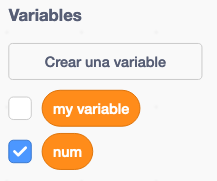 Variables
Crear una variable
my variable
num